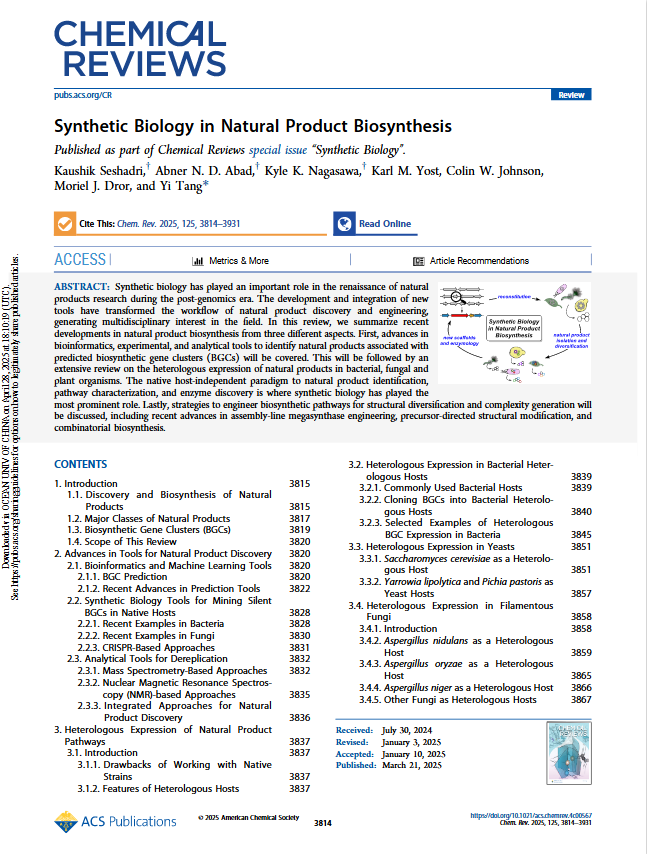 CHEMICAL
REVIEWS
pubs.acs.org/CR
Review
Synthetic Biology in Natural Product Biosynthesis
Published as part of Chemical Reviews special issue “Synthetic Biology”.
Kaushik Seshadri,† Abner N. D. Abad,† Kyle K. Nagasawa,† Karl M. Yost, Colin W. Johnson,
Moriel J. Dror, and Yi Tang*
Cite This: Chem. Rev. 2025, 125, 3814–3931
Read Online
ACCESS
Metrics & More
Article Recommendations
ABSTRACT: Synthetic biology has played an important role in the renaissance of natural
products research during the post-genomics era. The development and integration of new
tools have transformed the workflow of natural product discovery and engineering,
generating multidisciplinary interest in the field. In this review, we summarize recent
developments in natural product biosynthesis from three different aspects. First, advances in
bioinformatics, experimental, and analytical tools to identify natural products associated with
predicted biosynthetic gene clusters (BGCs) will be covered. This will be followed by an
extensive review on the heterologous expression of natural products in bacterial, fungal and
plant organisms. The native host-independent paradigm to natural product identification,
pathway characterization, and enzyme discovery is where synthetic biology has played the
most prominent role. Lastly, strategies to engineer biosynthetic pathways for structural diversification and complexity generation will
be discussed, including recent advances in assembly-line megasynthase engineering, precursor-directed structural modification, and
combinatorial biosynthesis.
reconstitution
Synthetic Biology
in Natural Product
Biosynthesis
new scaffolds
and enzymology
natural product
isolation and
diversification
CONTENTS
1. Introduction 3815
1.1. Discovery and Biosynthesis of Natural
Products 3815
1.2. Major Classes of Natural Products 3817
1.3. Biosynthetic Gene Clusters (BGCs) 3819
1.4. Scope of This Review 3820
2. Advances in Tools for Natural Product Discovery 3820
2.1. Bioinformatics and Machine Learning Tools 3820
2.1.1. BGC Prediction 3820
2.1.2. Recent Advances in Prediction Tools 3822
2.2. Synthetic Biology Tools for Mining Silent
BGCs in Native Hosts 3828
2.2.1. Recent Examples in Bacteria 3828
2.2.2. Recent Examples in Fungi 3830
2.2.3. CRISPR-Based Approaches 3831
2.3. Analytical Tools for Dereplication 3832
2.3.1. Mass Spectrometry-Based Approaches 3832
2.3.2. Nuclear Magnetic Resonance Spectros-
copy (NMR)-based Approaches 3835
2.3.3. Integrated Approaches for Natural
Product Discovery 3836
3. Heterologous Expression of Natural Product
Pathways 3837
3.1. Introduction 3837
3.1.1. Drawbacks of Working with Native
Strains 3837
3.1.2. Features of Heterologous Hosts 3837
3.2. Heterologous Expression in Bacterial Heter-
ologous Hosts 3839
3.2.1. Commonly Used Bacterial Hosts 3839
3.2.2. Cloning BGCs into Bacterial Heterolo-
gous Hosts 3840
3.2.3. Selected Examples of Heterologous
BGC Expression in Bacteria 3845
3.3. Heterologous Expression in Yeasts 3851
3.3.1. Saccharomyces cerevisiae as a Heterolo-
gous Host 3851
3.3.2. Yarrowia lipolytica and Pichia pastoris as
Yeast Hosts 3857
3.4. Heterologous Expression in Filamentous
Fungi 3858
3.4.1. Introduction 3858
3.4.2. Aspergillus nidulans as a Heterologous
Host 3859
3.4.3. Aspergillus oryzae as a Heterologous
Host 3865
3.4.4. Aspergillus niger as a Heterologous Host 3866
3.4.5. Other Fungi as Heterologous Hosts 3867
Received: July 30, 2024
Revised: January 3, 2025
Accepted: January 10, 2025
Published: March 21, 2025
ACS Publications
© 2025 American Chemical Society
3814
https://doi.org/10.1021/acs.chemrev.4c00567
Chem. Rev. 2025, 125, 3814–3931
Downloaded via OCEAN UNIV OF CHINA on April 28, 2025 at 18:10:19 (UTC).
See https://pubs.acs.org/sharingguidelines for options on how to legitimately share published articles.